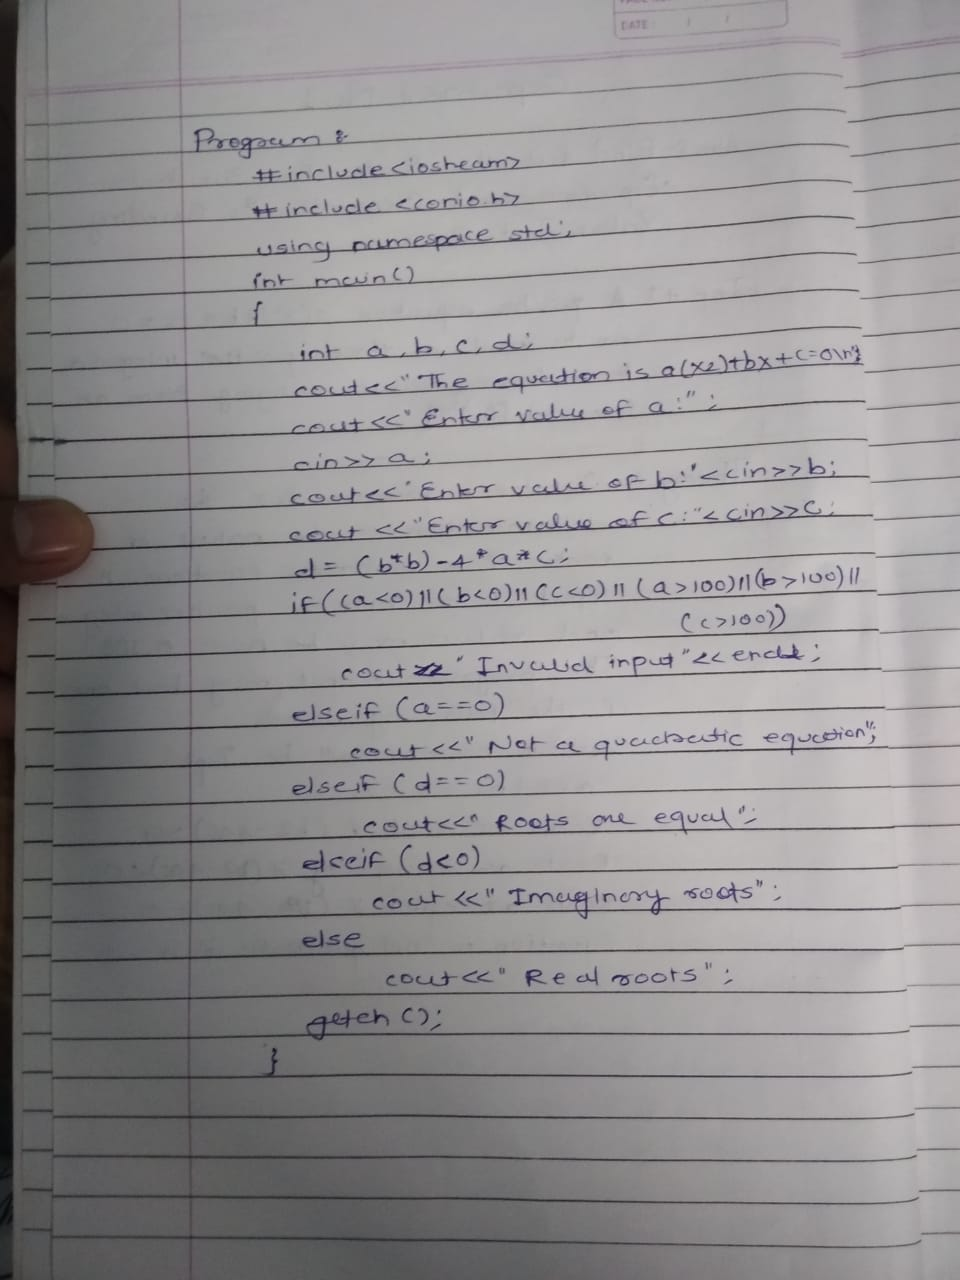 DATE: / /
Program :
#include<iostream>
#include <conio.h>
using namespace std;
int main()
{
int a, b, c, d;
cout<<"The equation is a(x2)+bx+c=0\n";
cout<<"Enter value of a:";
cin>>a;
cout<<"Enter value of b:"<<cin>>b;
cout <<"Enter value of c:"<<cin>>c;
d = (b*b)-4*a*c;
if((a<0)||(b<0)||(c<0)||(a>100)||(b>100)||
(c>100))
cout << "Invalid input"<<endl;
elseif (a==0)
cout<<"Not a quadratic equation";
elseif (d==0)
cout<<"Roots are equal";
elseif (d<0)
cout <<"Imaginary roots";
else
cout<<"Real roots";
getch();
}